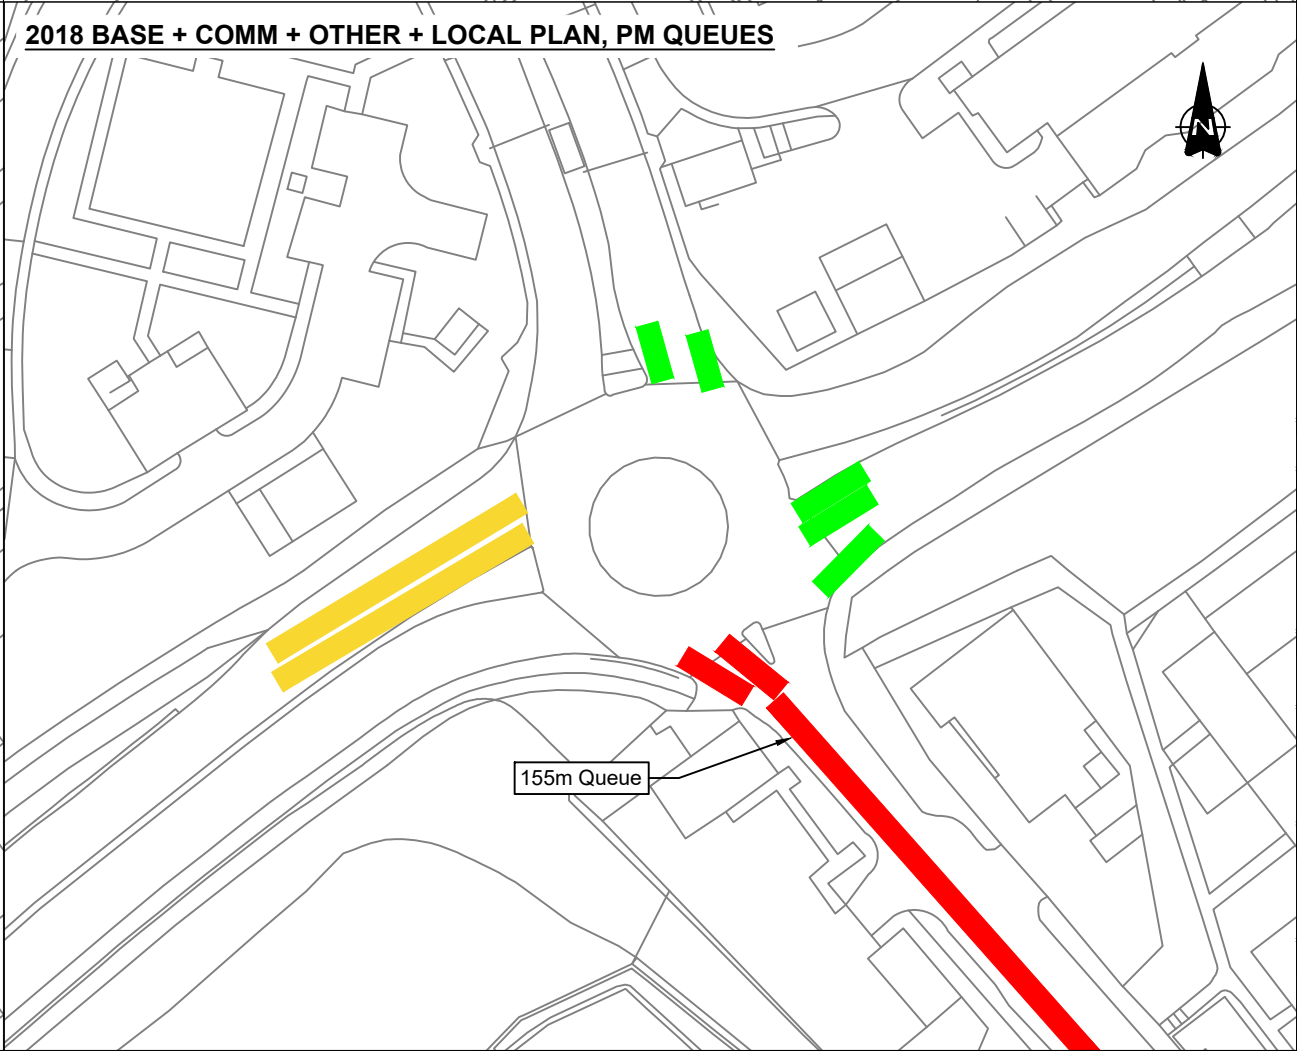 2018 BASE + COMM + OTHER + LOCAL PLAN, PM QUEUES
N
155m Queue